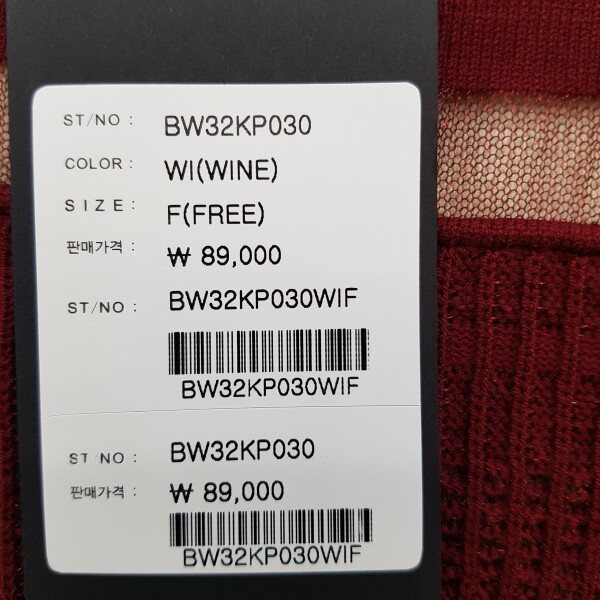 ST/NO : BW32KP030
COLOR : WI(WINE)
SIZE : F(FREE)
판매가격 : ₩ 89,000
ST/NO : BW32KP030WIF
BW32KP030WIF
ST/NO : BW32KP030
판매가격 : ₩ 89,000
BW32KP030WIF